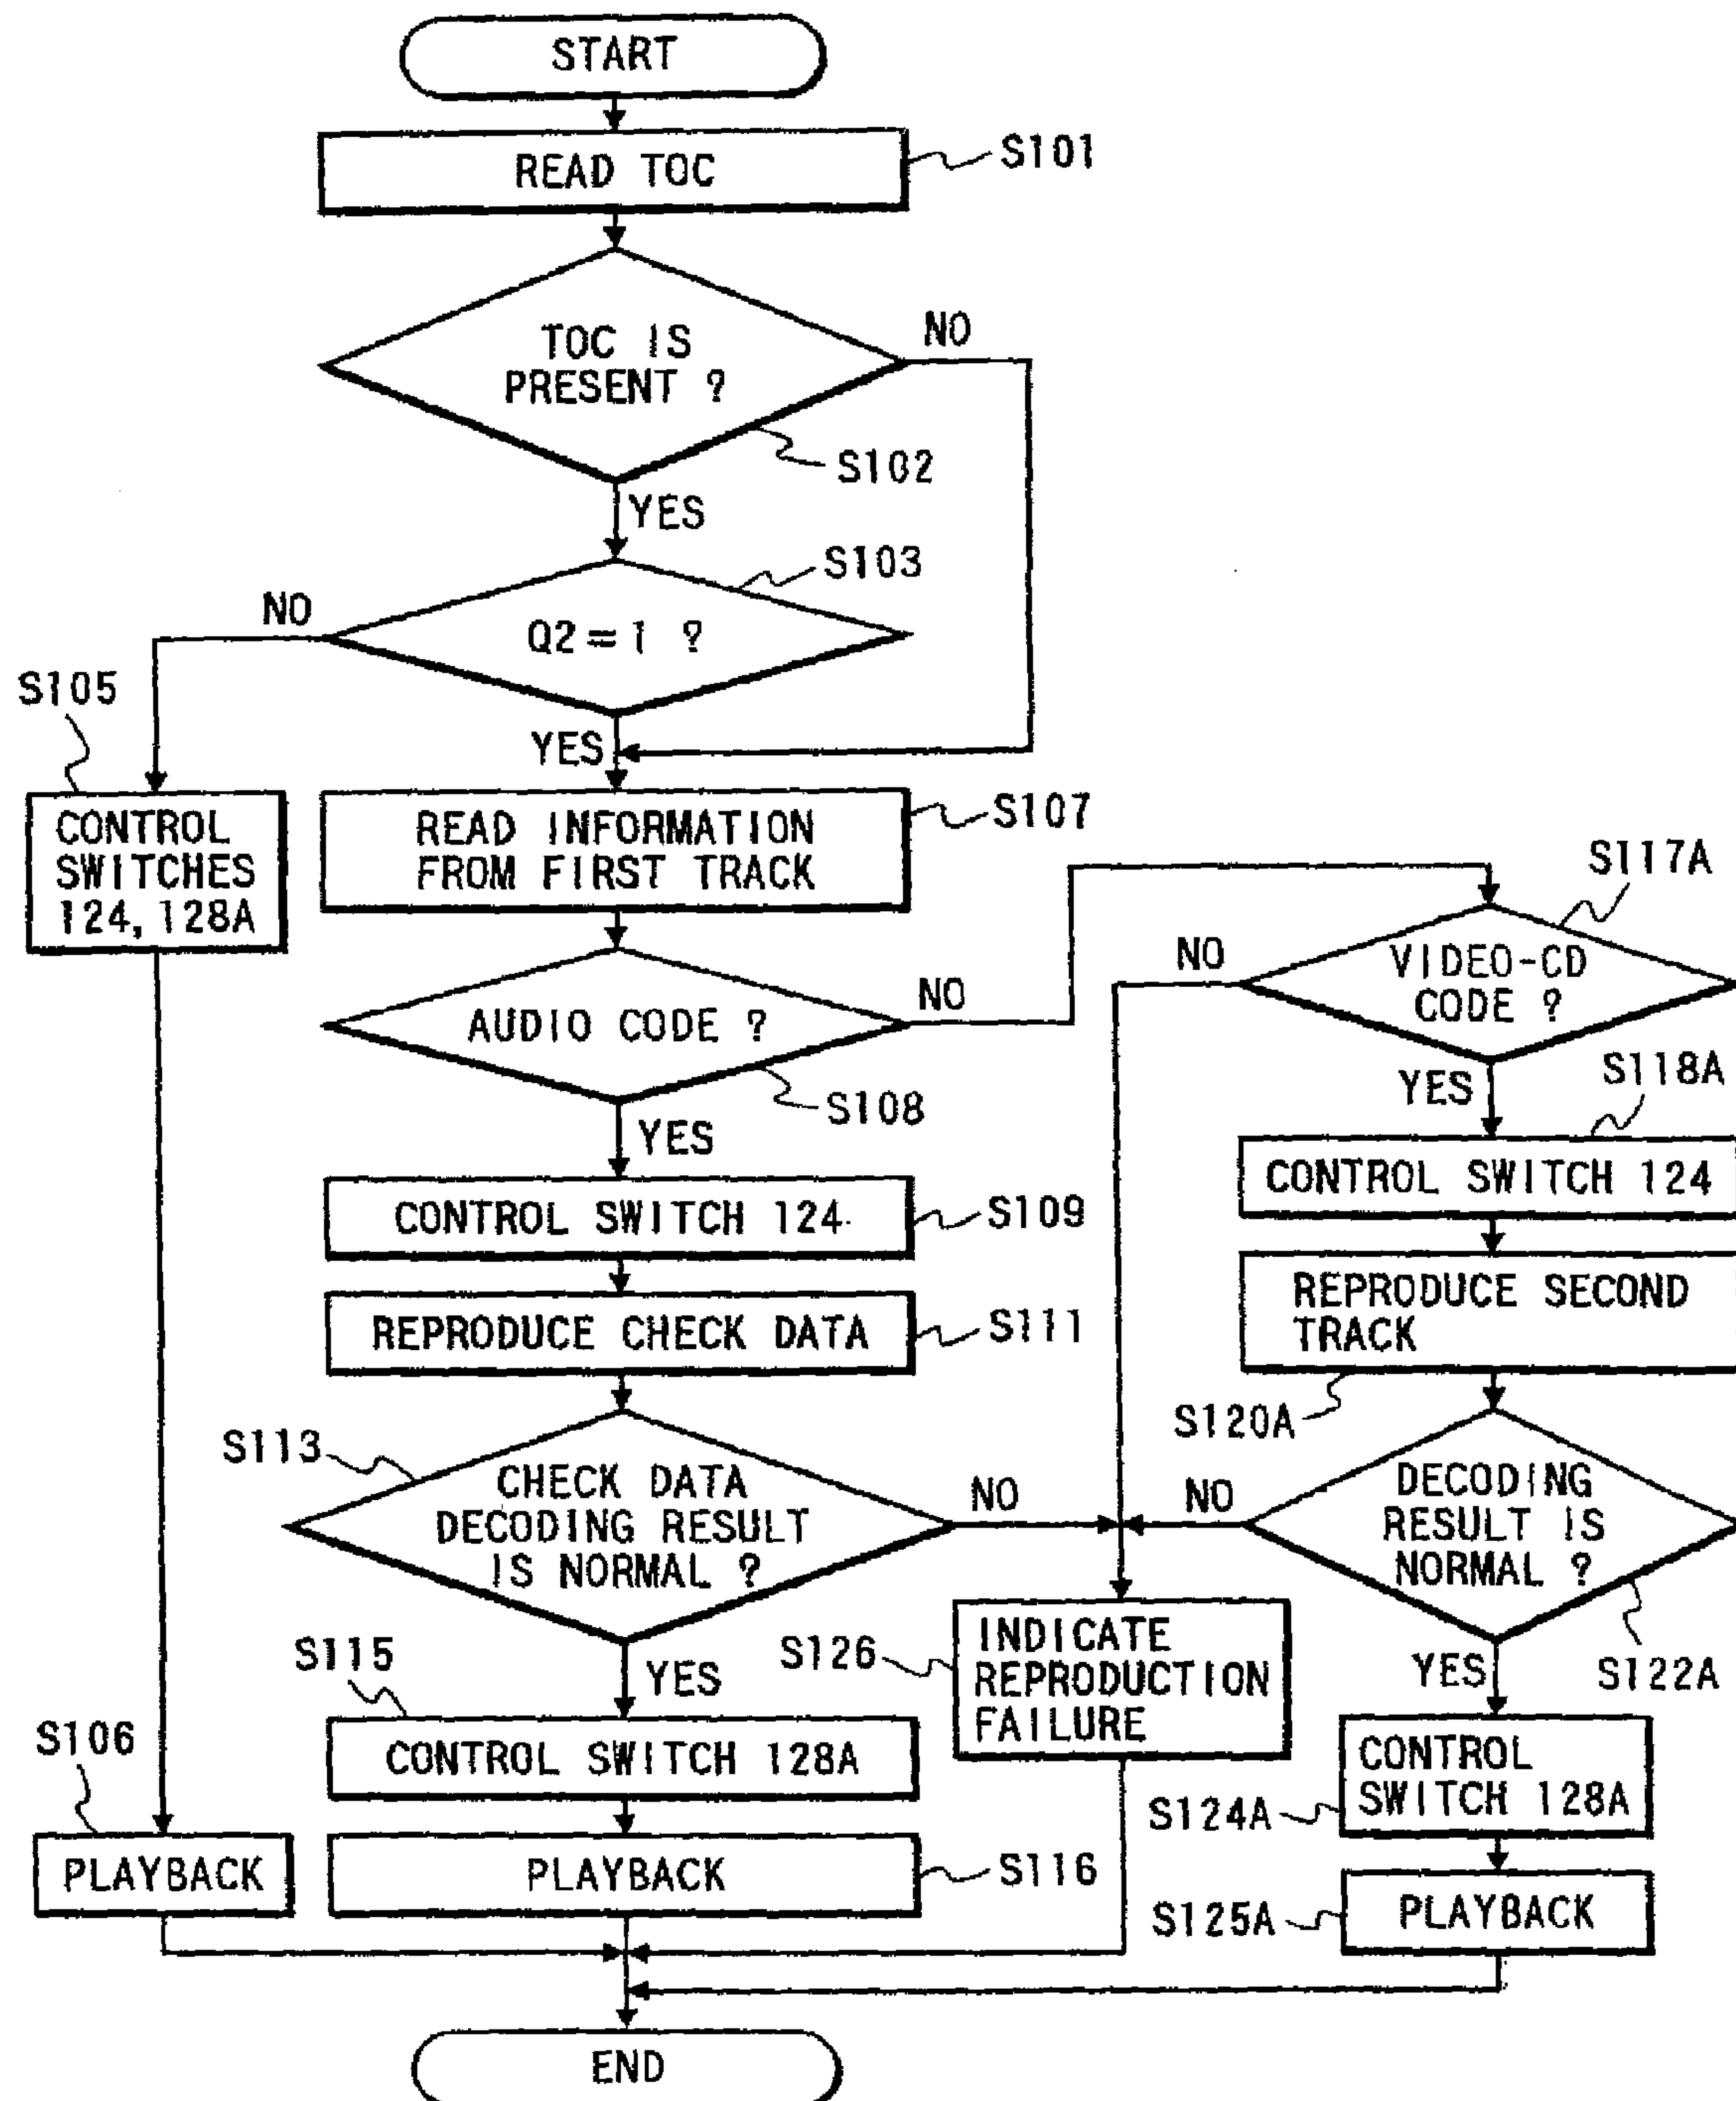 START
READ TOC
S101
TOC IS
PRESENT ?
NO
S102
YES
S103
NO
Q2 = 1 ?
S105
YES
CONTROL
SWITCHES
124, 128A
READ INFORMATION
FROM FIRST TRACK
S107
S117A
NO
VIDEO-CD
CODE ?
AUDIO CODE ?
NO
S108
YES
YES
S118A
CONTROL SWITCH 124
S109
CONTROL SWITCH 124
REPRODUCE CHECK DATA
S111
REPRODUCE SECOND
TRACK
S120A
S113
CHECK DATA
DECODING RESULT
IS NORMAL ?
NO
NO
DECODING
RESULT IS
NORMAL ?
S115
YES
S126
INDICATE
REPRODUCTION
FAILURE
YES
S122A
S106
CONTROL SWITCH 128A
CONTROL
SWITCH 128A
S124A
PLAYBACK
PLAYBACK
S116
S125A
PLAYBACK
END